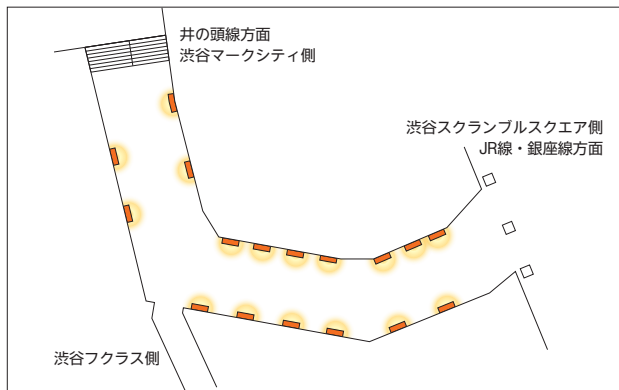 井の頭線方面
渋谷マークシティ側
渋谷スクランブルスクエア側
JR線・銀座線方面
渋谷フクラス側